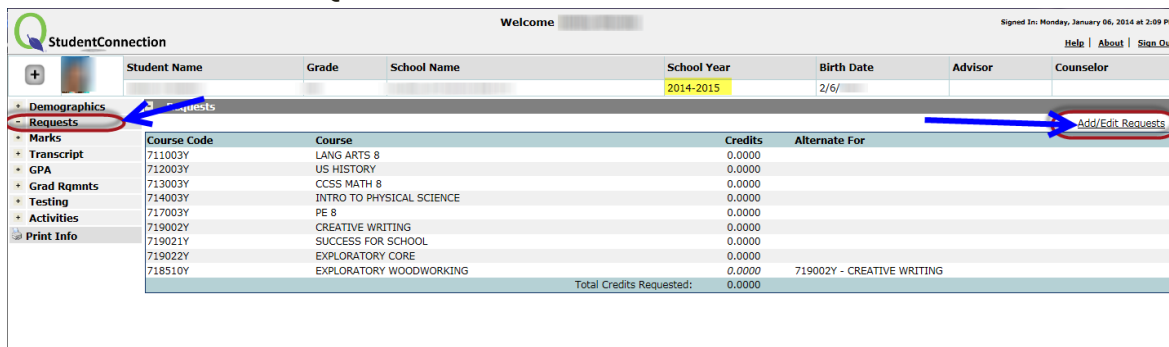 Welcome
Signed In: Monday, January 06, 2014 at 2:09 P
StudentConnection
Help | About | Sign Ou
Student Name Grade School Name School Year Birth Date Advisor Counselor
2014-2015 2/6/
Demographics
Requests
Requests
Add/Edit Requests
Marks
Transcript
GPA
Grad Rqmnts
Testing
Activities
Print Info
Course Code Course Credits Alternate For
711003Y LANG ARTS 8 0.0000
712003Y US HISTORY 0.0000
713003Y CCSS MATH 8 0.0000
714003Y INTRO TO PHYSICAL SCIENCE 0.0000
717003Y PE 8 0.0000
719002Y CREATIVE WRITING 0.0000
719021Y SUCCESS FOR SCHOOL 0.0000
719022Y EXPLORATORY CORE 0.0000
718510Y EXPLORATORY WOODWORKING 0.0000 719002Y - CREATIVE WRITING
Total Credits Requested: 0.0000